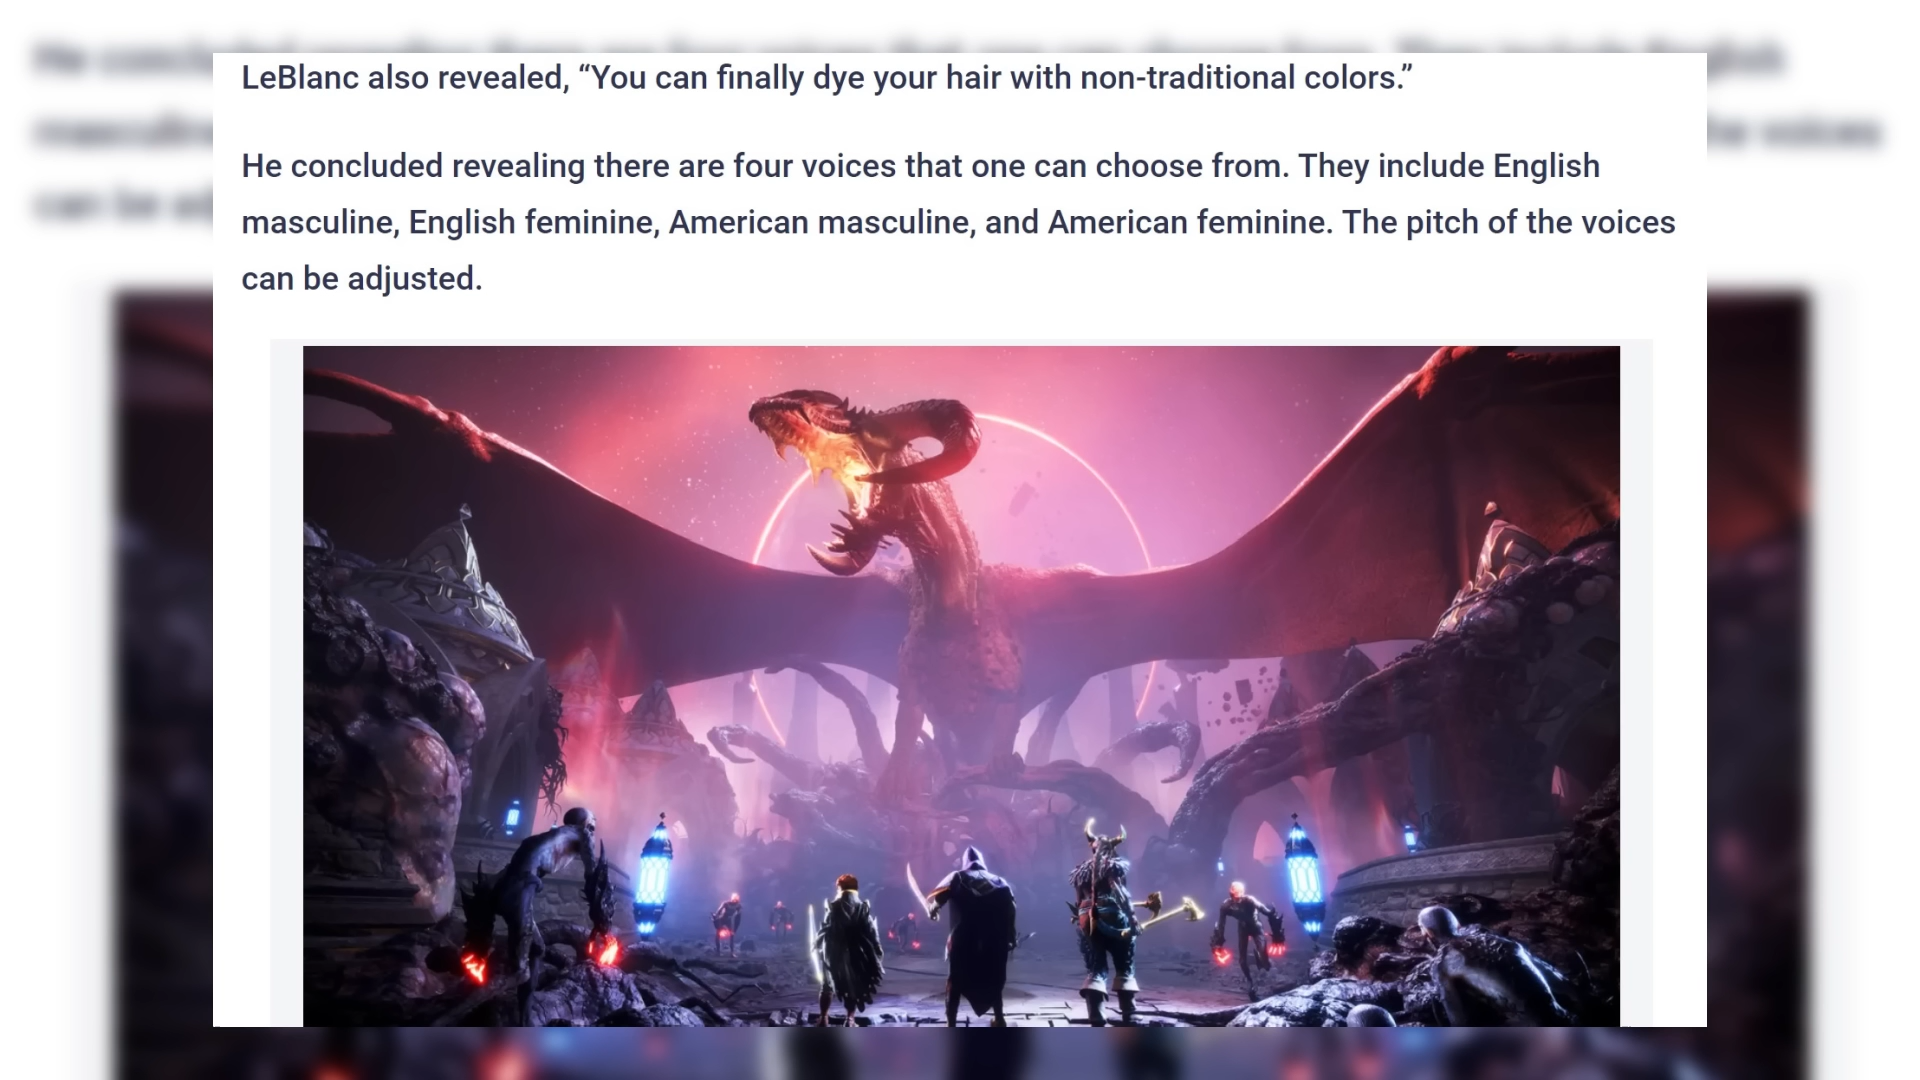 LeBlanc also revealed, “You can finally dye your hair with non-traditional colors.”
He concluded revealing there are four voices that one can choose from. They include English
masculine, English feminine, American masculine, and American feminine. The pitch of the voices
can be adjusted.